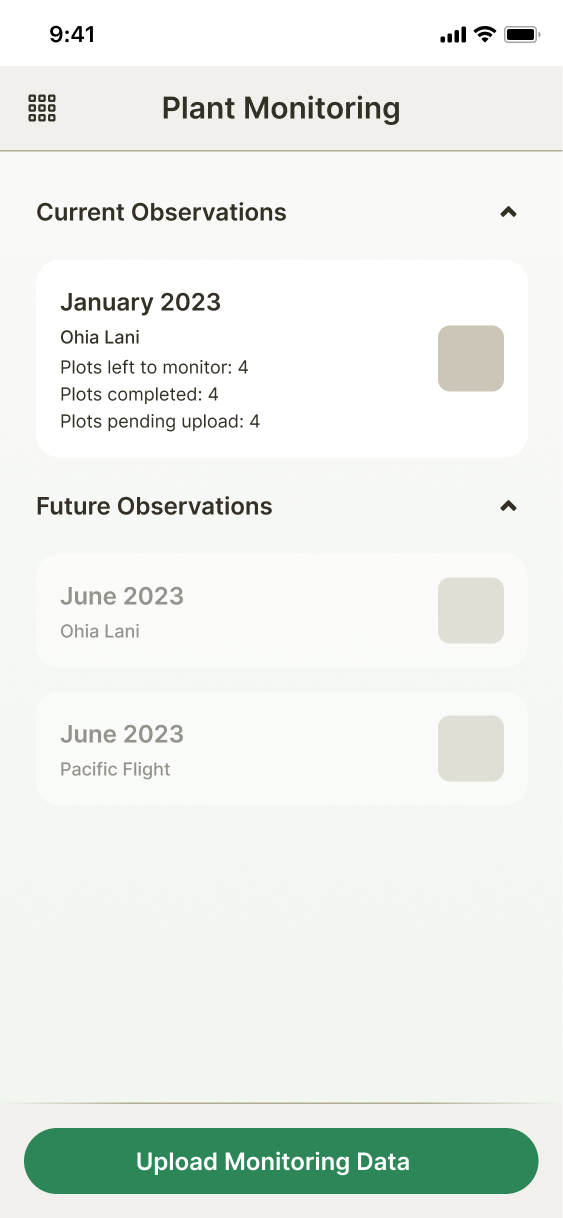 9:41
Plant Monitoring
Current Observations
January 2023
Ohia Lani
Plots left to monitor: 4
Plots completed: 4
Plots pending upload: 4
Future Observations
June 2023
Ohia Lani
June 2023
Pacific Flight
Upload Monitoring Data